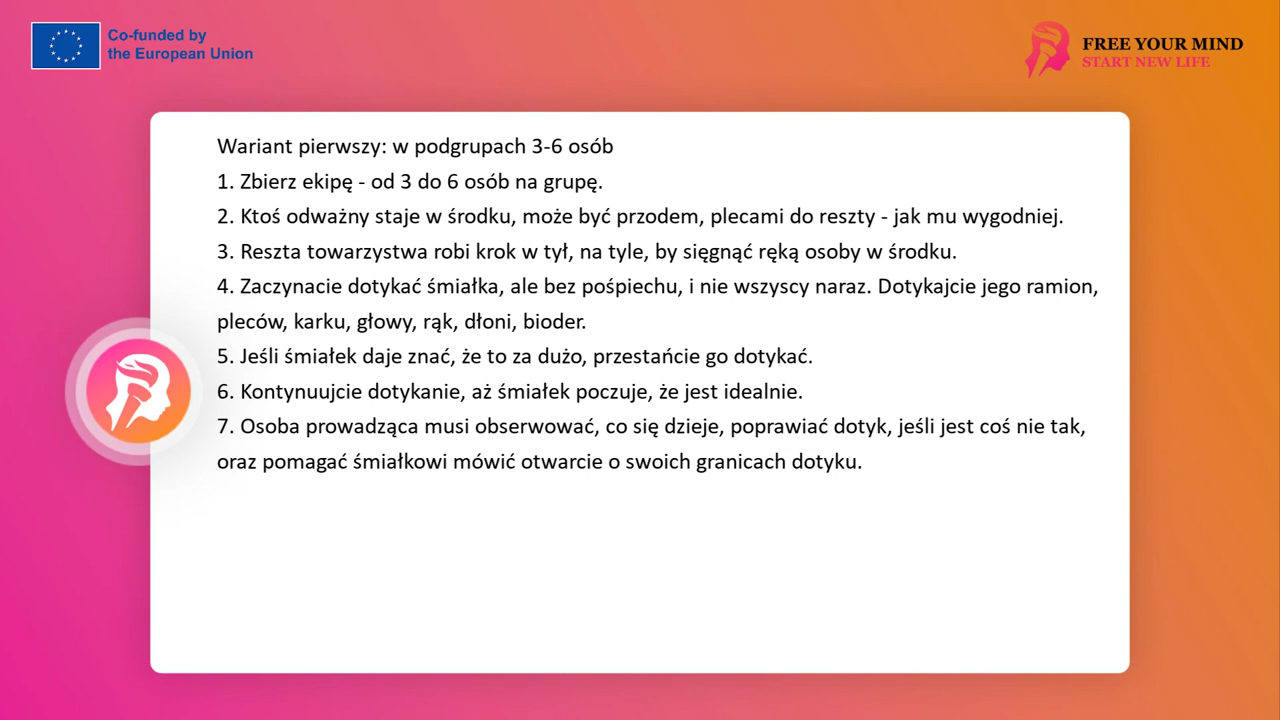 Co-funded by
the European Union
FREE YOUR MIND
START NEW LIFE
Wariant pierwszy: w podgrupach 3-6 osób
1. Zbierz ekipę - od 3 do 6 osób na grupę.
2. Ktoś odważny staje w środku, może być przodem, plecami do reszty - jak mu wygodniej.
3. Reszta towarzystwa robi krok w tył, na tyle, by sięgnąć ręką osoby w środku.
4. Zaczynacie dotykać śmiałka, ale bez pośpiechu, i nie wszyscy naraz. Dotykajcie jego ramion,
pleców, karku, głowy, rąk, dłoni, bioder.
5. Jeśli śmiałek daje znać, że to za dużo, przestańcie go dotykać.
6. Kontynuujcie dotykanie, aż śmiałek poczuje, że jest idealnie.
7. Osoba prowadząca musi obserwować, co się dzieje, poprawiać dotyk, jeśli jest coś nie tak,
oraz pomagać śmiałkowi mówić otwarcie o swoich granicach dotyku.